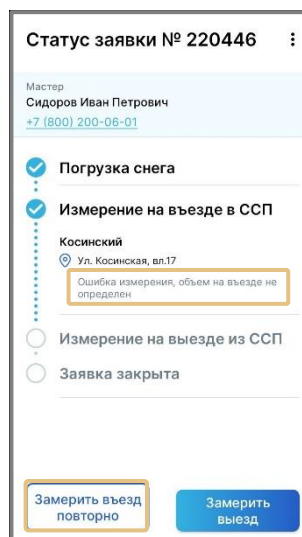 Статус заявки № 220446
Мастер
Сидоров Иван Петрович
+7 (800) 200-06-01
Погрузка снега
Измерение на въезде в ССП
Косинский
Ул. Косинская, вл.17
Ошибка измерения, объем на въезде не
определен
Измерение на выезде из ССП
Заявка закрыта
Замерить въезд
повторно
Замерить
выезд